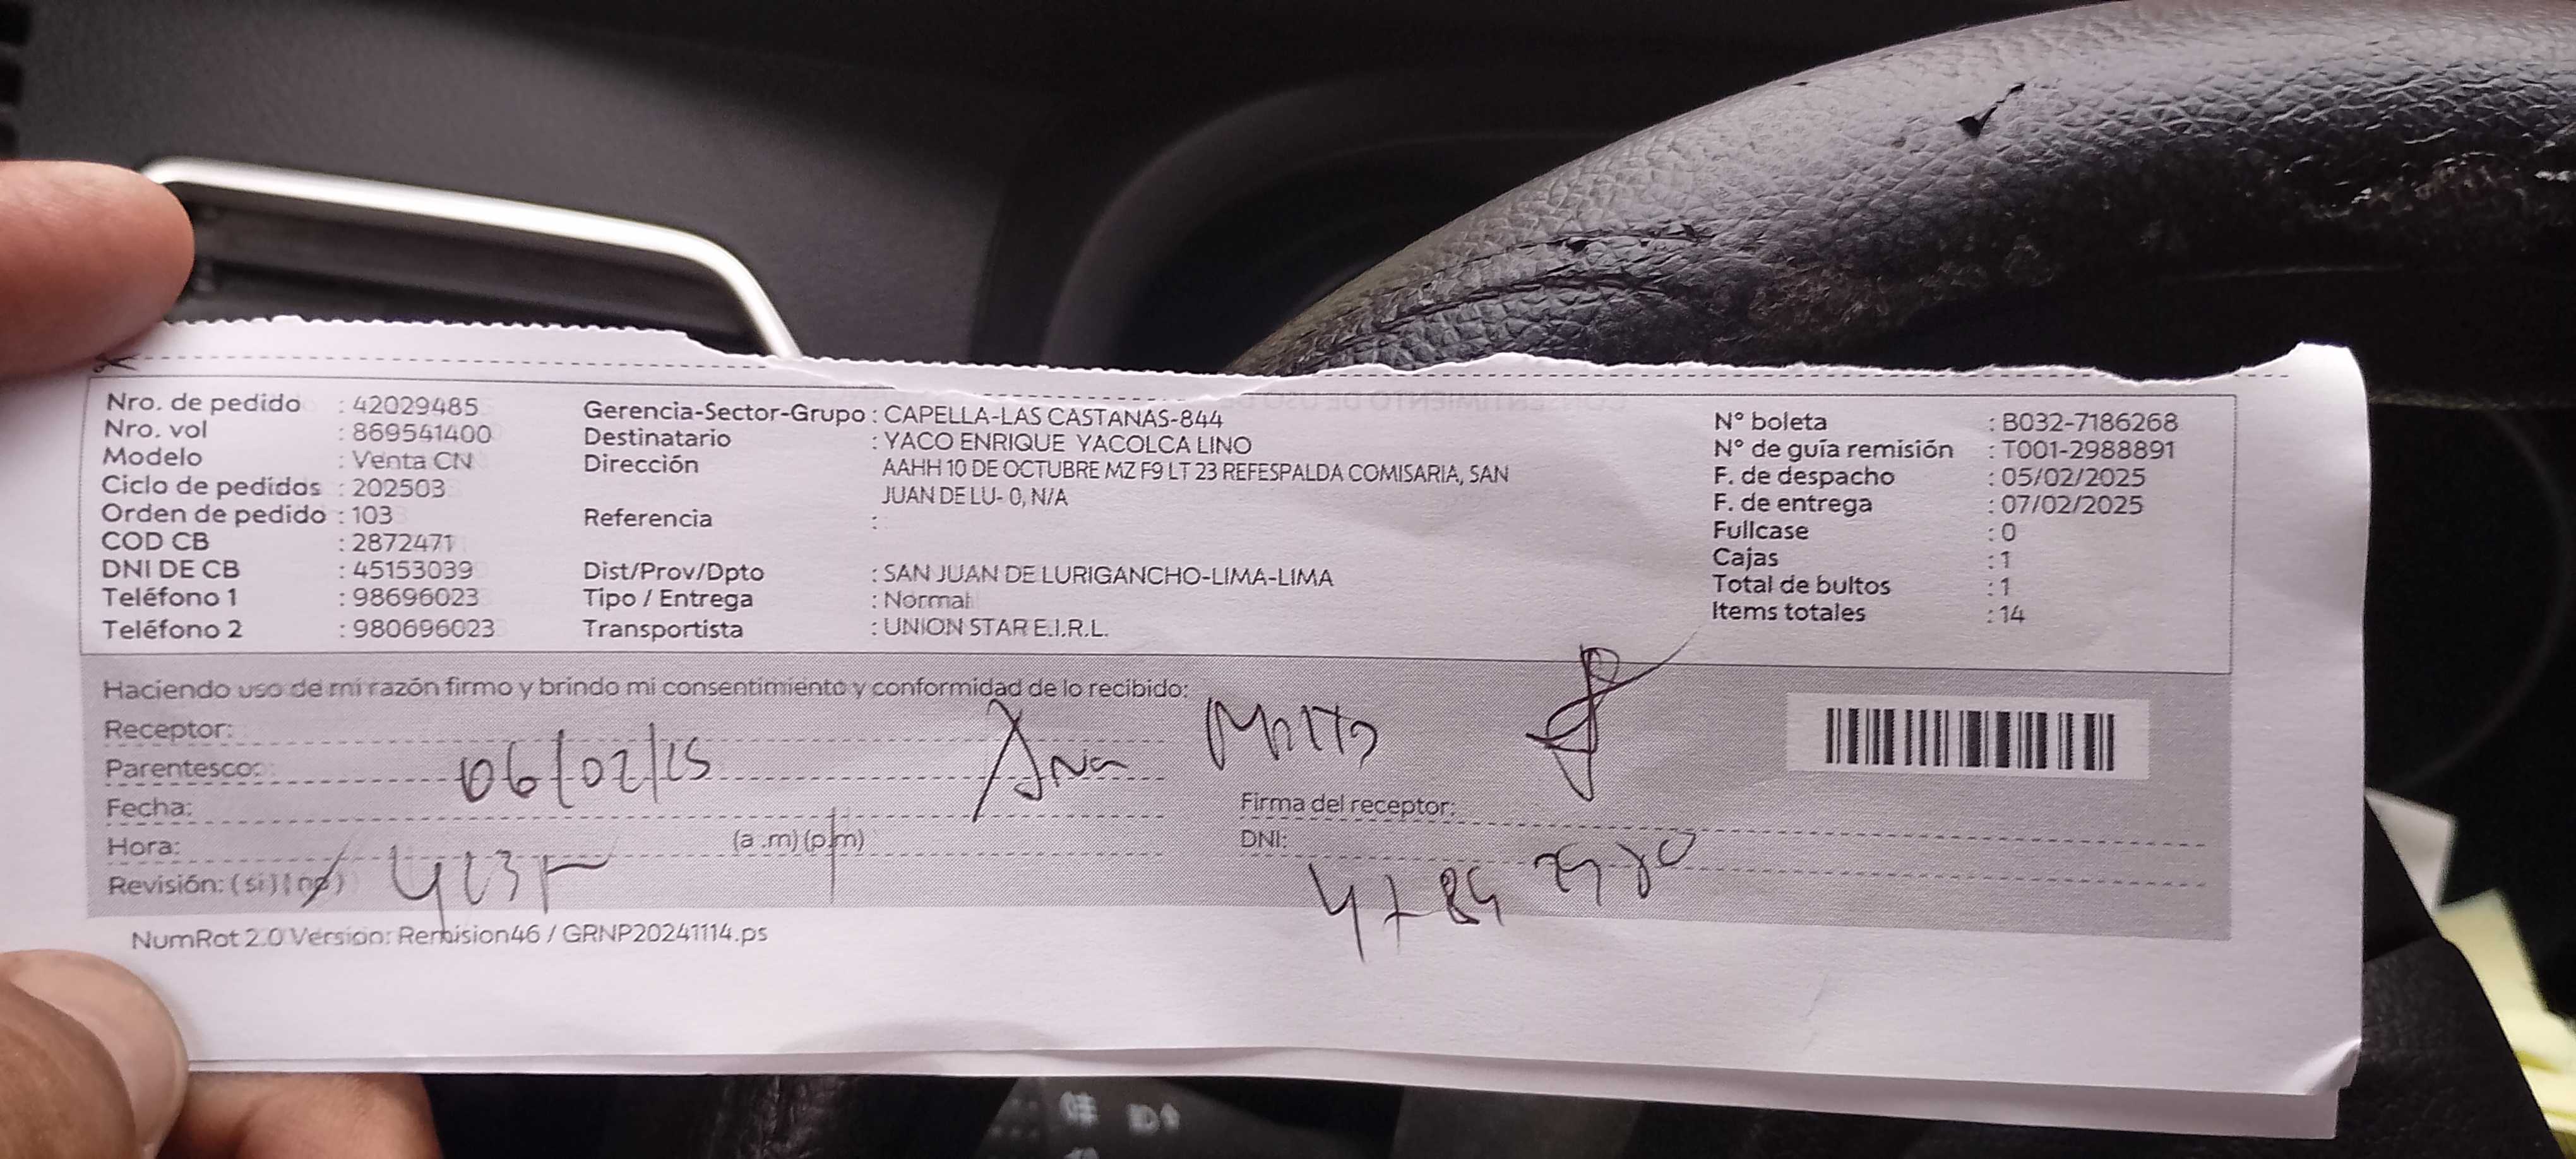 Nro. de pedido : 42029485
Nro. vol : 869541400
Modelo : Venta CN
Ciclo de pedidos : 202503
Orden de pedido : 103
COD CB : 2872471
DNI DE CB : 45153039
Teléfono 1 : 98696023
Teléfono 2 : 980696023
Gerencia-Sector-Grupo : CAPELLA-LAS CASTANAS-844
Destinatario : YACO ENRIQUE YACOLCA LINO
Dirección AAHH 10 DE OCTUBRE MZ F9 LT 23 REFESPALDA COMISARIA, SAN
JUAN DE LU- 0, N/A
Referencia :
Dist/Prov/Dpto : SAN JUAN DE LURIGANCHO-LIMA-LIMA
Tipo / Entrega : Normal
Transportista : UNION STAR E.I.R.L.
N° boleta : B032-7186268
N° de guía remisión : T001-2988891
F. de despacho : 05/02/2025
F. de entrega : 07/02/2025
Fullcase : 0
Cajas : 1
Total de bultos : 1
Items totales : 14
Haciendo uso de mi razón firmo y brindo mi consentimiento y conformidad de lo recibido:
Receptor: Ana
Parentesco: 06/02/25
Fecha:
Hora: (a .m) (p.m)
Revisión: (si) (no)
Firma del receptor:
DNI:
NumRot 2.0 Version: Remision46 / GRNP20241114.ps